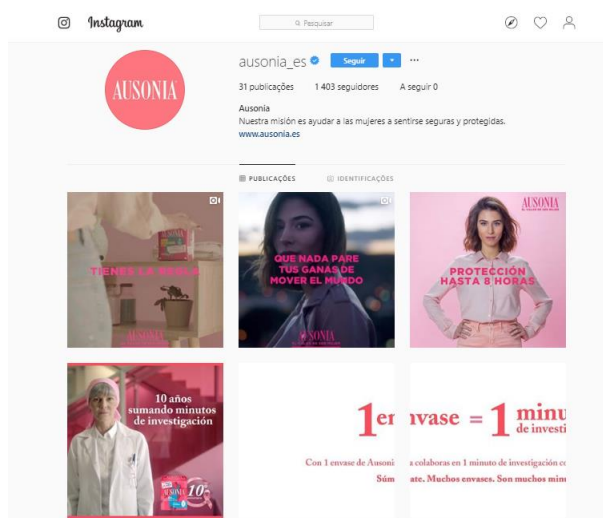 Instagram
Pesquisar
ausonia_es
Seguir
31 publicações 1 403 seguidores A seguir 0
Ausonia
Nuestra misión es ayudar a las mujeres a sentirse seguras y protegidas.
www.ausonia.es
AUSONIA
PUBLICAÇÕES IDENTIFICAÇÕES
TIENES LA REGLA
AUSONIA
QUE NADA PARE
TUS GANAS DE
MOVER EL MUNDO
AUSONIA
AUSONIA
PROTECCIÓN
HASTA 8 HORAS
10 años
sumando minutos
de investigación
AUSONIA
10
1 en
Con 1 envase de Ausoni
Súm
nvase = 1 minu
de investi
a colaboras en 1 minuto de investigación co
ate. Muchos envases. Son muchos minu